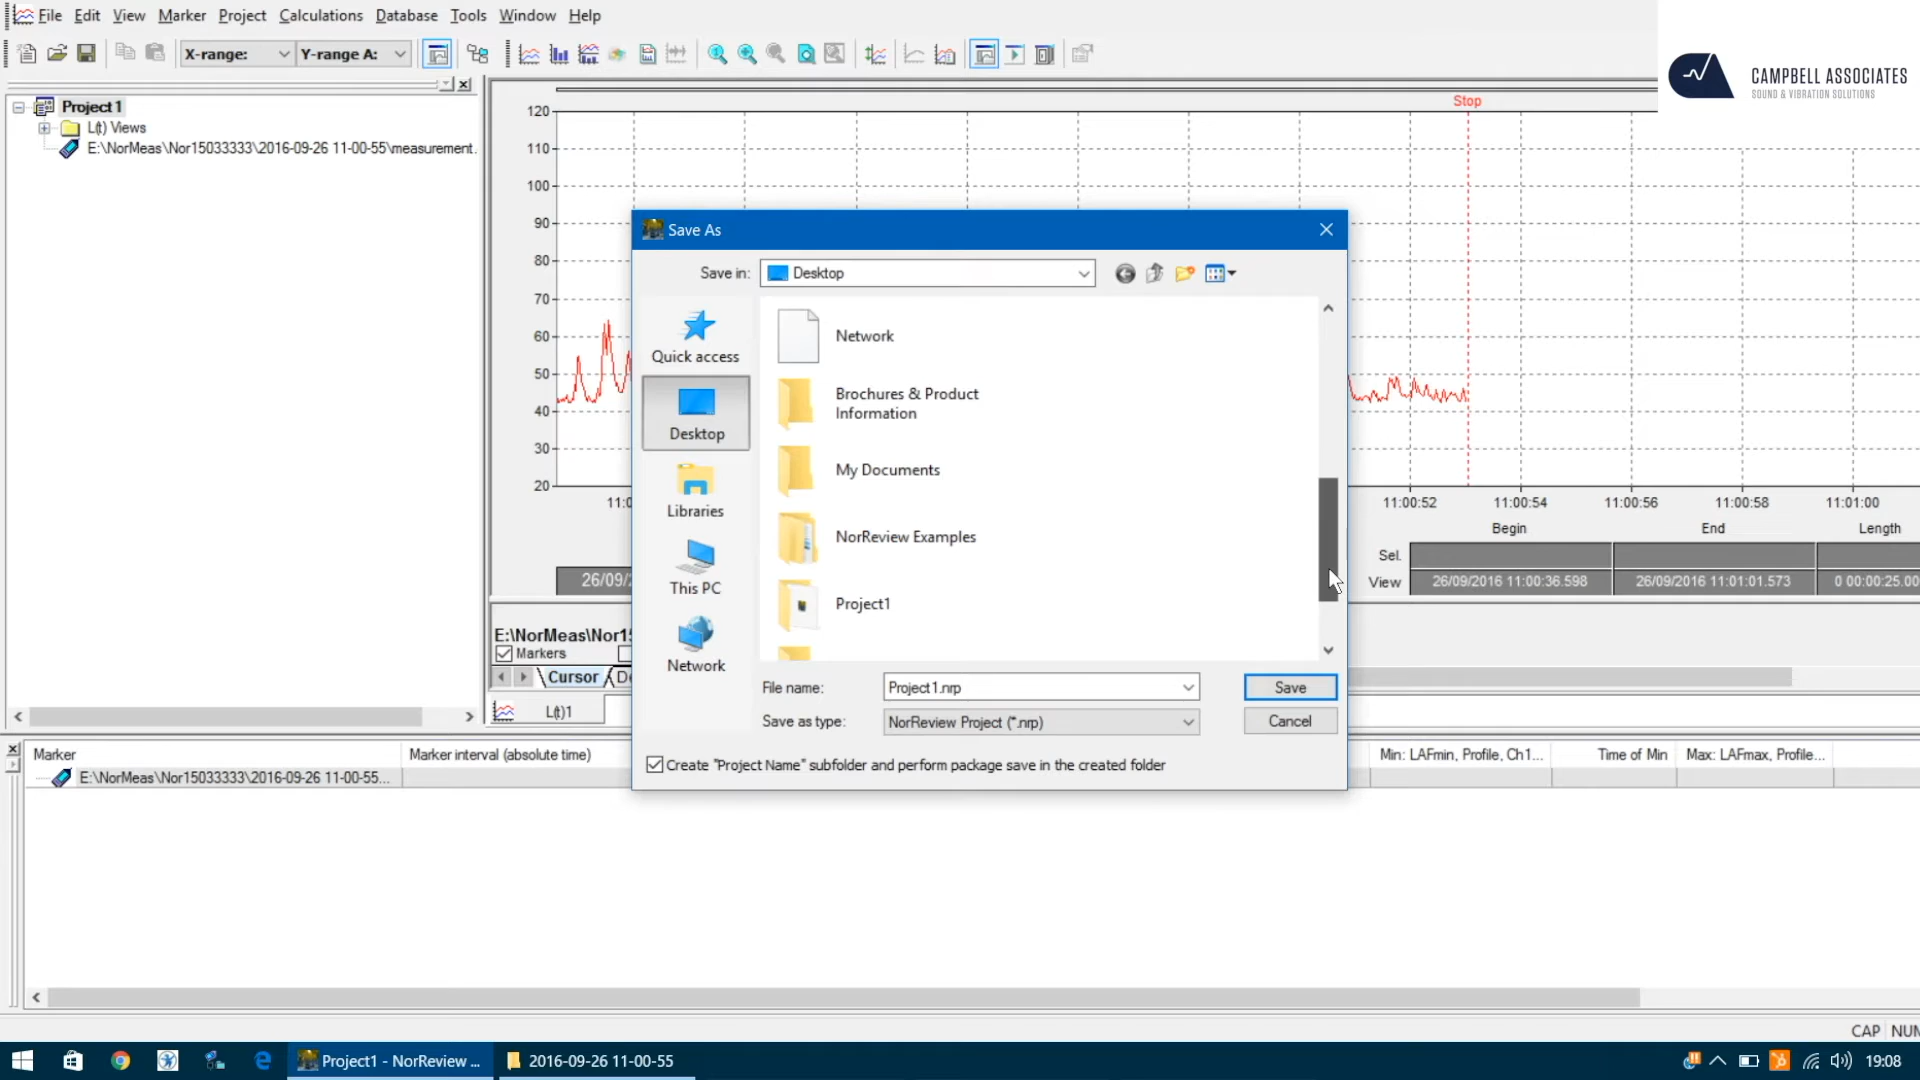 File Edit View Marker Project Calculations Database Tools Window Help
X-range: Y-range A:
CAMPBELL ASSOCIATES
SOUND & VIBRATION SOLUTIONS
Project1
L(t) Views
E:\NorMeas\Nor15033333\2016-09-26 11-00-55\measurement.
Stop
120
110
100
90
80
70
60
50
40
30
20
11:00:52 11:00:54 11:00:56 11:00:58 11:01:00
Begin End Length
Sel.
26/09/ View 26/09/2016 11:00:36.598 26/09/2016 11:01:01.573 0 00:00:25.00
E:\NorMeas\Nor1
Markers
Cursor
L(t)1
Save As
Save in: Desktop
Quick access
Desktop
Libraries
This PC
Network
Network
Brochures & Product
Information
My Documents
NorReview Examples
Project1
File name: Project1.nrp Save
Save as type: NorReview Project (*.nrp) Cancel
Create "Project Name" subfolder and perform package save in the created folder
Marker Marker interval (absolute time) Min: LAFmin, Profile, Ch1... Time of Min Max: LAFmax, Profile...
E:\NorMeas\Nor15033333\2016-09-26 11-00-55...
CAP NUM
Project1 - NorReview ... 2016-09-26 11-00-55 19:08